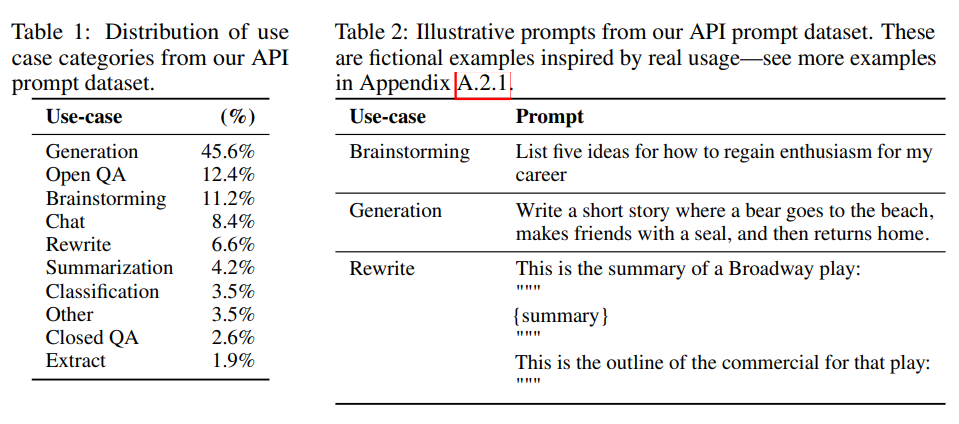 Table 1: Distribution of use
case categories from our API
prompt dataset.
Use-case (%)
Generation 45.6%
Open QA 12.4%
Brainstorming 11.2%
Chat 8.4%
Rewrite 6.6%
Summarization 4.2%
Classification 3.5%
Other 3.5%
Closed QA 2.6%
Extract 1.9%
Table 2: Illustrative prompts from our API prompt dataset. These
are fictional examples inspired by real usage—see more examples
in Appendix A.2.1.
Use-case Prompt
Brainstorming List five ideas for how to regain enthusiasm for my
career
Generation Write a short story where a bear goes to the beach,
makes friends with a seal, and then returns home.
Rewrite This is the summary of a Broadway play:
"""
{summary}
"""
This is the outline of the commercial for that play:
"""